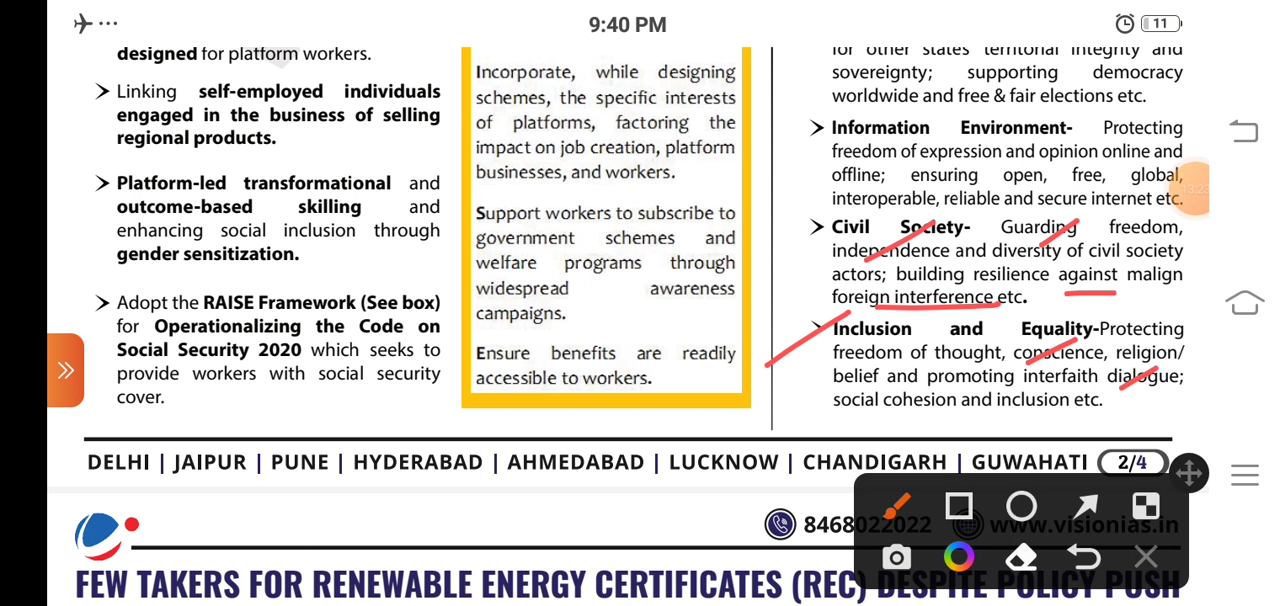 9:40 PM
11
designed for platform workers.
Linking self-employed individuals
engaged in the business of selling
regional products.
Platform-led transformational and
outcome-based skilling and
enhancing social inclusion through
gender sensitization.
Adopt the RAISE Framework (See box)
for Operationalizing the Code on
Social Security 2020 which seeks to
provide workers with social security
cover.
Incorporate, while designing
schemes, the specific interests
of platforms, factoring the
impact on job creation, platform
businesses, and workers.
Support workers to subscribe to
government schemes and
welfare programs through
widespread awareness
campaigns.
Ensure benefits are readily
accessible to workers.
for other states territorial integrity and
sovereignty; supporting democracy
worldwide and free & fair elections etc.
Information Environment- Protecting
freedom of expression and opinion online and
offline; ensuring open, free, global,
interoperable, reliable and secure internet etc.
13:23
Civil Society- Guarding freedom,
independence and diversity of civil society
actors; building resilience against malign
foreign interference etc.
Inclusion and Equality-Protecting
freedom of thought, conscience, religion/
belief and promoting interfaith dialogue;
social cohesion and inclusion etc.
DELHI | JAIPUR | PUNE | HYDERABAD | AHMEDABAD | LUCKNOW | CHANDIGARH | GUWAHATI 2/4
8468022022 www.visionias.in
FEW TAKERS FOR RENEWABLE ENERGY CERTIFICATES (REC) DESPITE POLICY PUSH